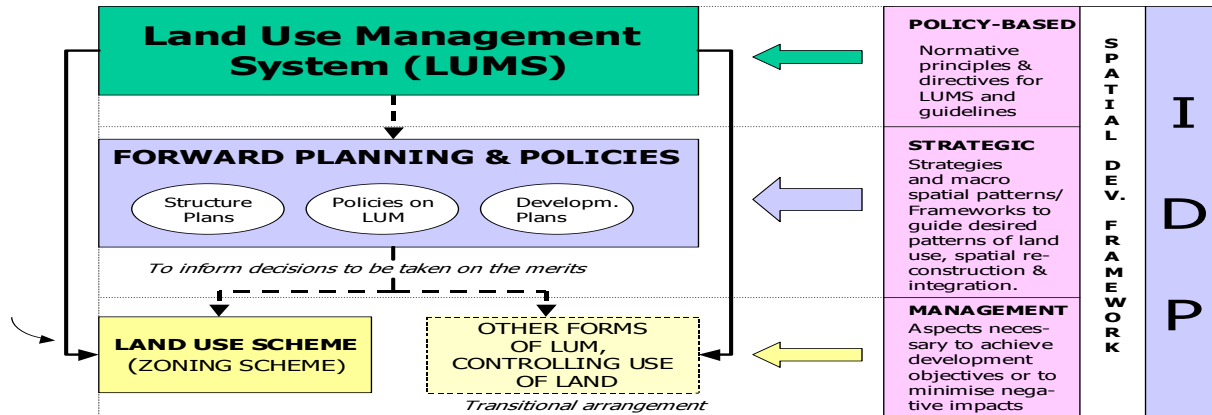 Land Use Management
System (LUMS)
FORWARD PLANNING & POLICIES
Structure
Plans
Policies on
LUM
Developm.
Plans
To inform decisions to be taken on the merits
LAND USE SCHEME
(ZONING SCHEME)
OTHER FORMS
OF LUM,
CONTROLLING USE
OF LAND
Transitional arrangement
POLICY-BASED
Normative
principles &
directives for
LUMS and
guidelines
STRATEGIC
Strategies
and macro
spatial patterns/
Frameworks to
guide desired
patterns of land
use, spatial re-
construction &
integration.
MANAGEMENT
Aspects neces-
sary to achieve
development
objectives or to
minimise nega-
tive impacts
SPATIAL DEV. FRAMEWORK
IDP